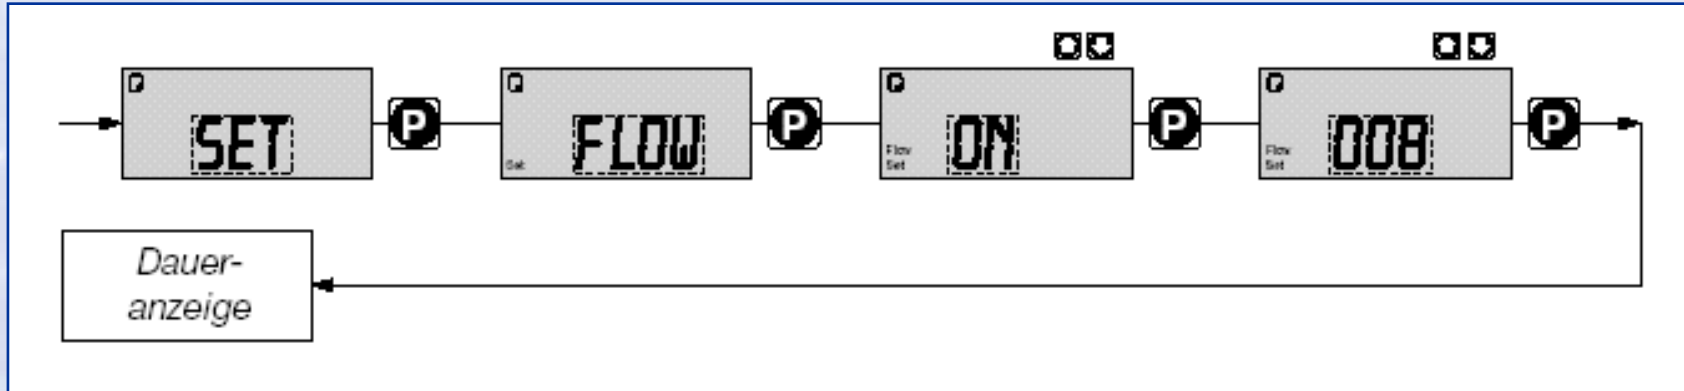 SET
P
Set
FLOW
P
Flow
Set
ON
P
Flow
Set
008
P
Dauer-
anzeige